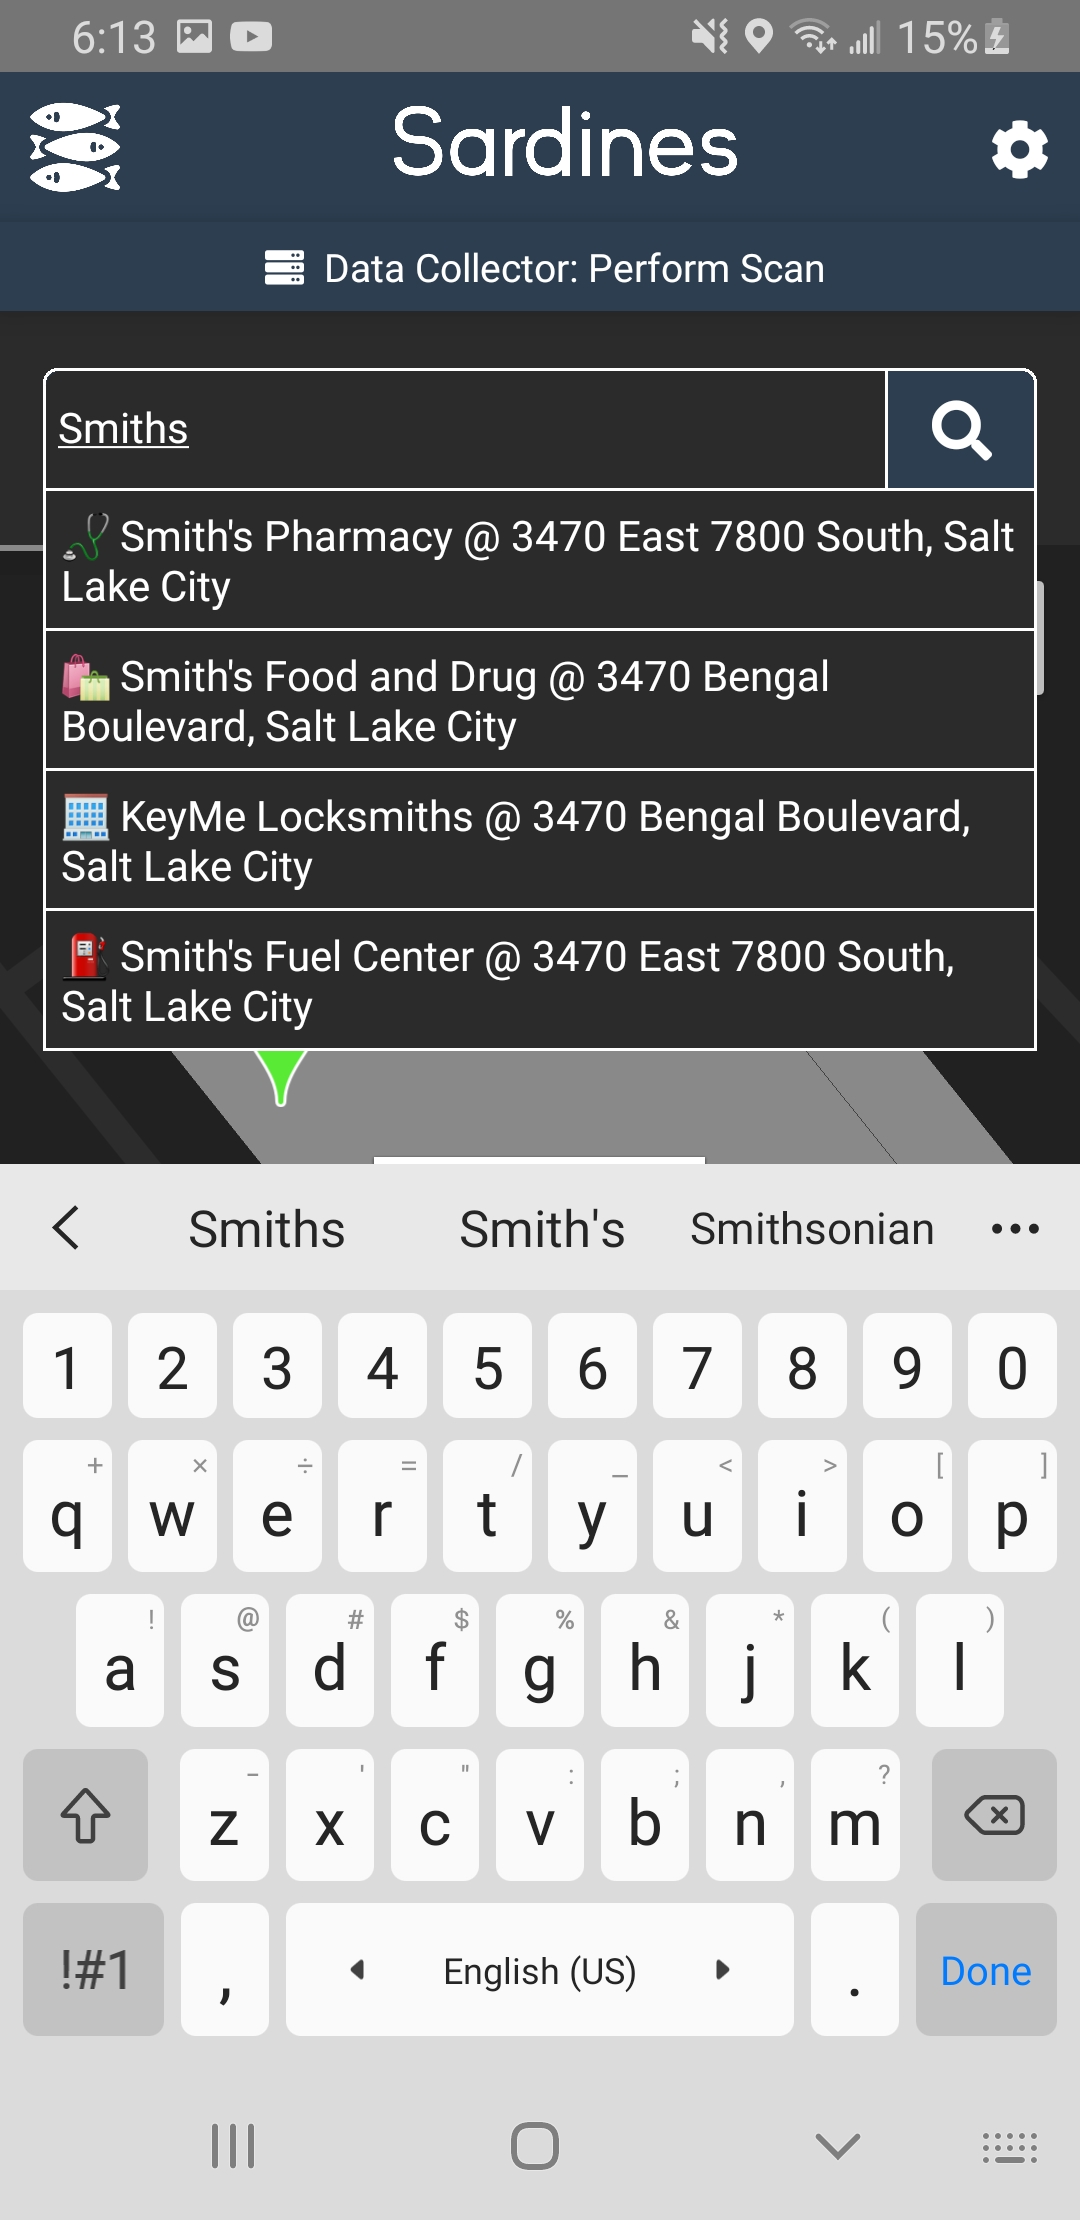 6:13 15%
Sardines
Data Collector: Perform Scan
Smiths
Smith's Pharmacy @ 3470 East 7800 South, Salt
Lake City
Smith's Food and Drug @ 3470 Bengal
Boulevard, Salt Lake City
KeyMe Locksmiths @ 3470 Bengal Boulevard,
Salt Lake City
Smith's Fuel Center @ 3470 East 7800 South,
Salt Lake City
Smiths Smith's Smithsonian
1 2 3 4 5 6 7 8 9 0
+ × ÷ = / _ < > [ ]
q w e r t y u i o p
! @ # $ % & * ( )
a s d f g h j k l
- ' " : ; , ?
z x c v b n m
!#1 , English (US) . Done